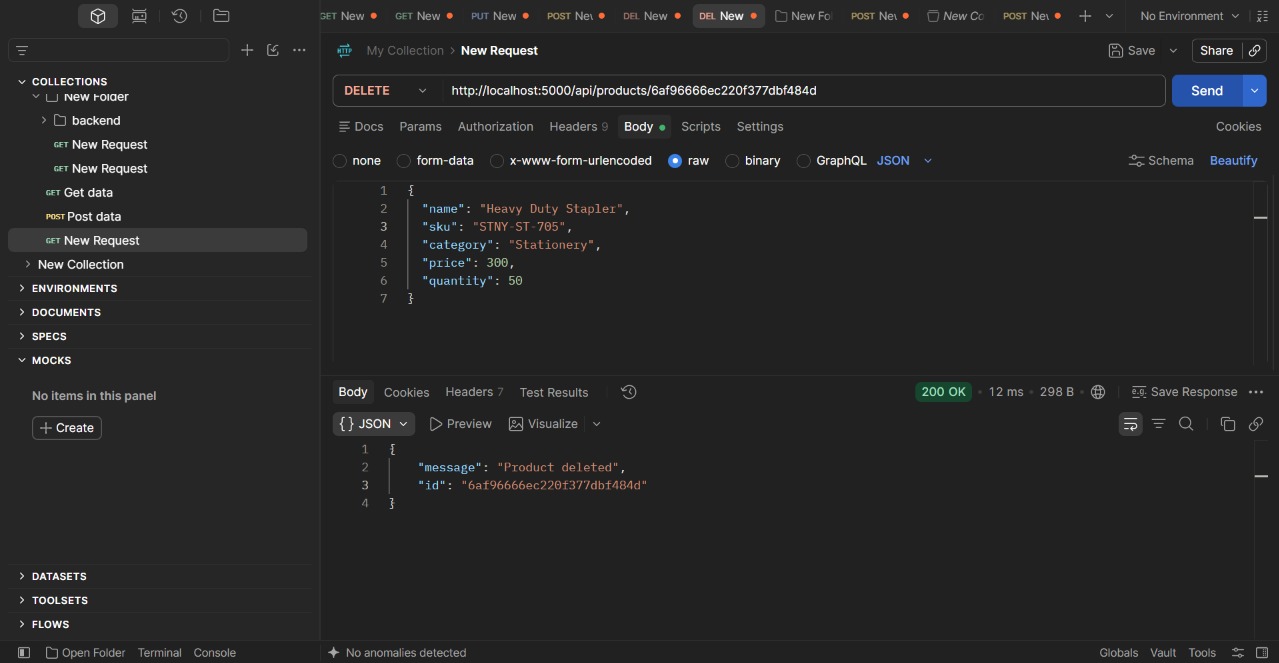 GET New
GET New
PUT New
POST Nev
DEL New
DEL New
New Fo
POST Nev
New Co
POST Nev
No Environment
My Collection > New Request
Save
Share
COLLECTIONS
New Folder
backend
GET New Request
GET New Request
GET Get data
POST Post data
GET New Request
New Collection
ENVIRONMENTS
DOCUMENTS
SPECS
MOCKS
No items in this panel
Create
DATASETS
TOOLSETS
FLOWS
DELETE
http://localhost:5000/api/products/6af96666ec220f377dbf484d
Send
Docs Params Authorization Headers 9 Body Scripts Settings
Cookies
none form-data x-www-form-urlencoded raw binary GraphQL JSON
Schema Beautify
1 {
2 "name": "Heavy Duty Stapler",
3 "sku": "STNY-ST-705",
4 "category": "Stationery",
5 "price": 300,
6 "quantity": 50
7 }
Body Cookies Headers 7 Test Results
200 OK 12 ms 298 B
e.g. Save Response
{} JSON Preview Visualize
1 {
2 "message": "Product deleted",
3 "id": "6af96666ec220f377dbf484d"
4 }
Open Folder Terminal Console
No anomalies detected
Globals Vault Tools